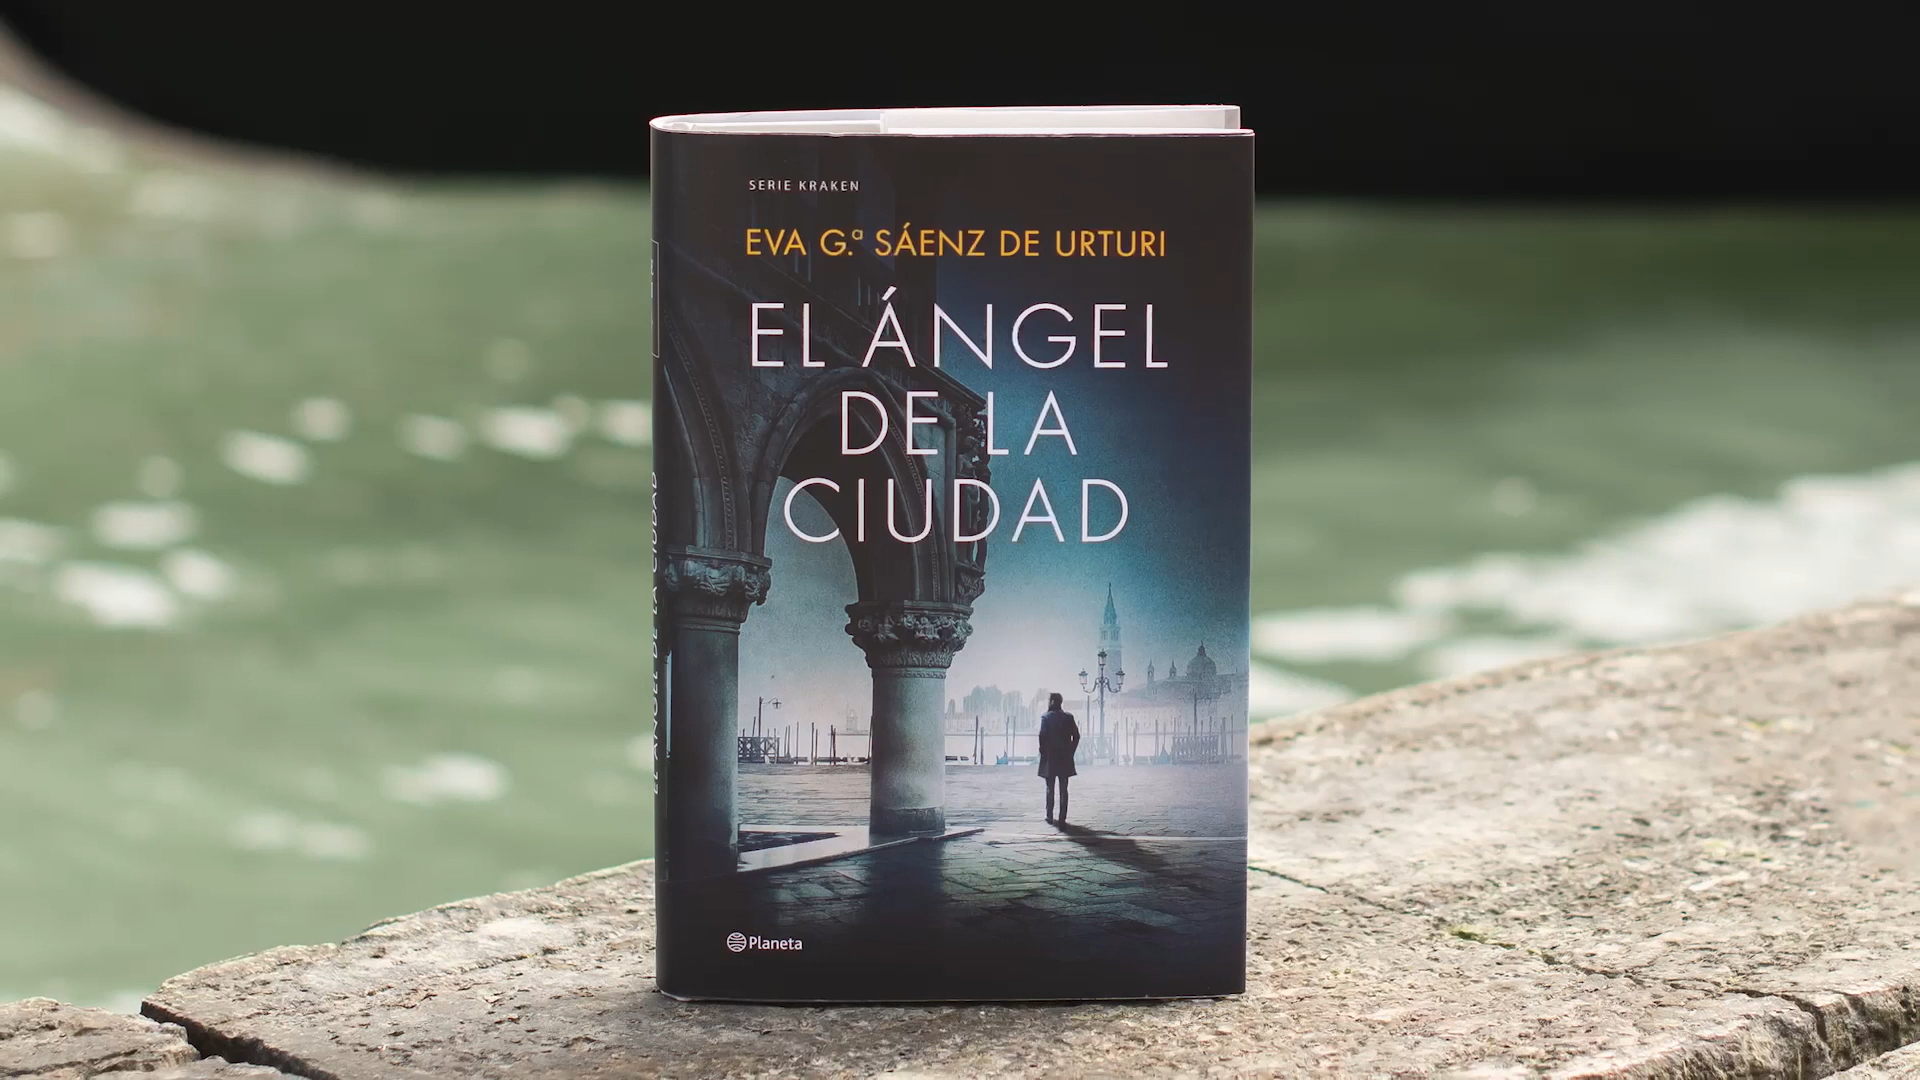 SERIE KRAKEN
EVA G.ª SÁENZ DE URTURI
EL ÁNGEL
DE LA
CIUDAD
Planeta
EL ÁNGEL DE LA CIUDAD